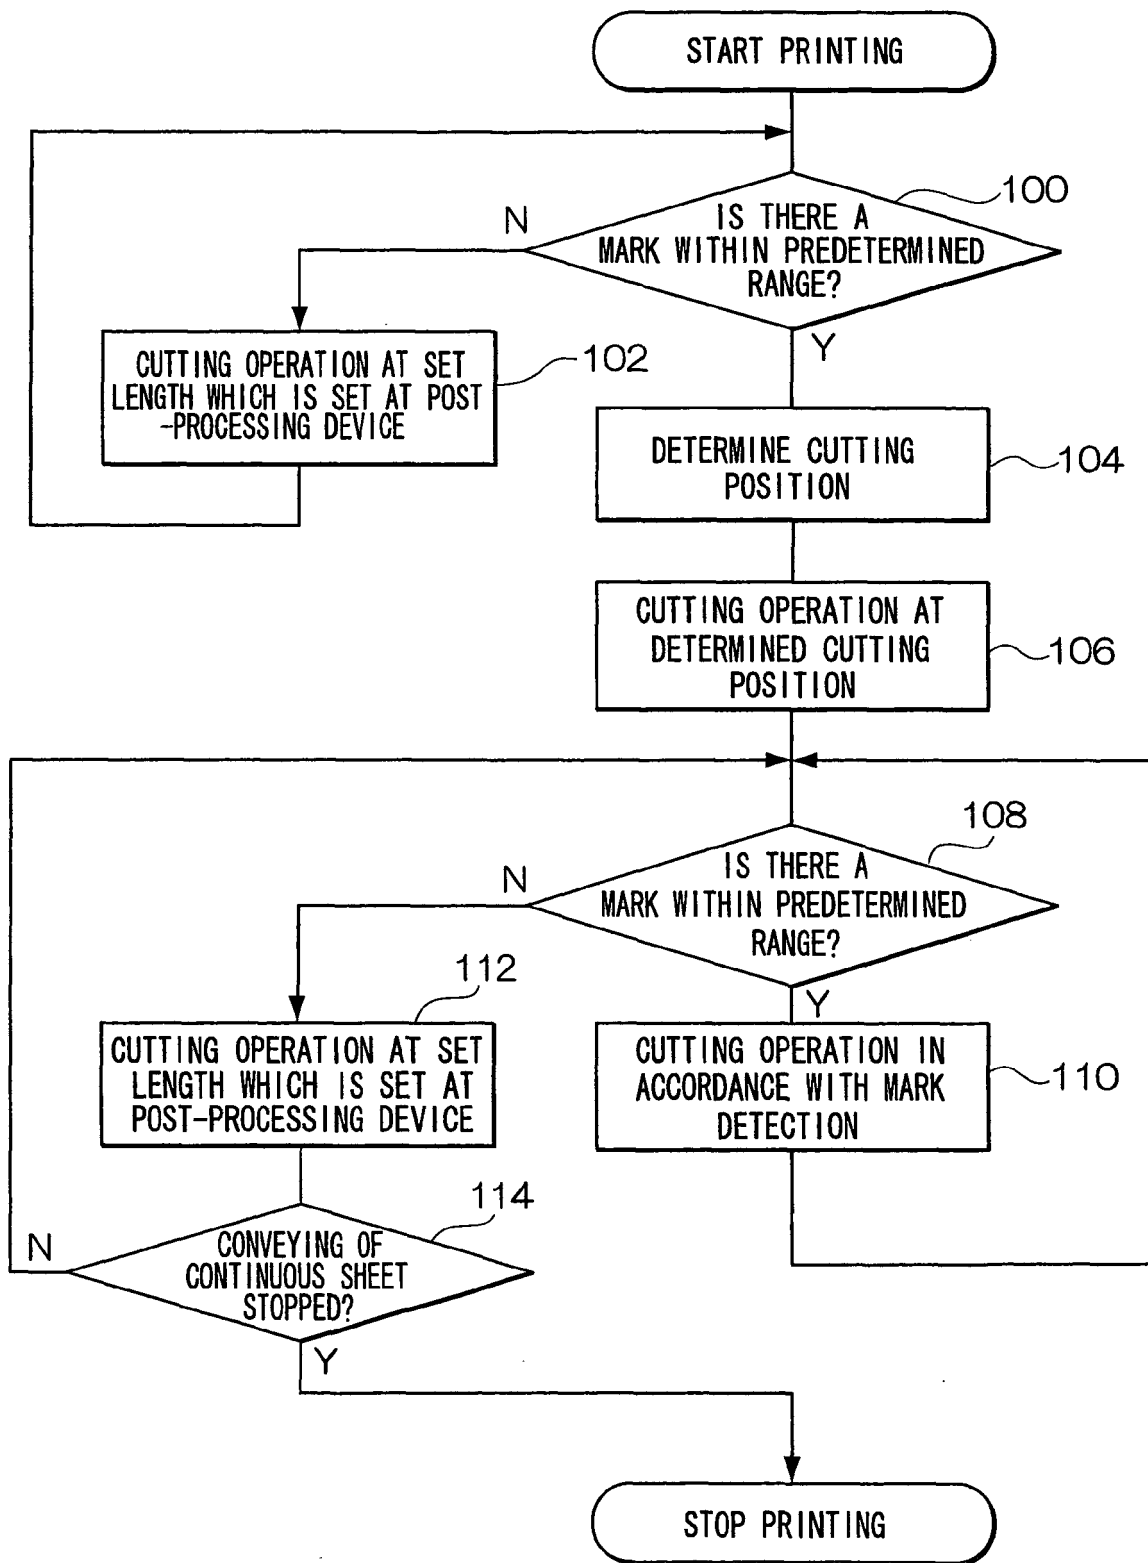 START PRINTING
100
IS THERE A
MARK WITHIN PREDETERMINED
RANGE?
N
Y
CUTTING OPERATION AT SET
LENGTH WHICH IS SET AT POST
-PROCESSING DEVICE
102
DETERMINE CUTTING
POSITION
104
CUTTING OPERATION AT
DETERMINED CUTTING
POSITION
106
108
IS THERE A
MARK WITHIN PREDETERMINED
RANGE?
N
Y
112
CUTTING OPERATION AT SET
LENGTH WHICH IS SET AT
POST-PROCESSING DEVICE
CUTTING OPERATION IN
ACCORDANCE WITH MARK
DETECTION
110
114
CONVEYING OF
CONTINUOUS SHEET
STOPPED?
N
Y
STOP PRINTING